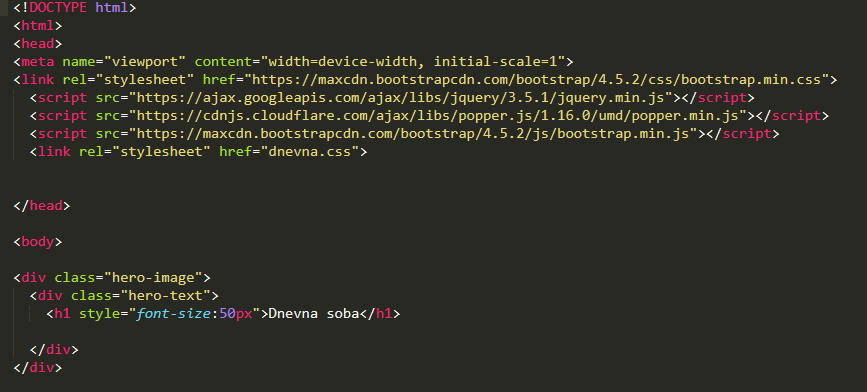 <!DOCTYPE html>
<html>
<head>
<meta name="viewport" content="width=device-width, initial-scale=1">
<link rel="stylesheet" href="https://maxcdn.bootstrapcdn.com/bootstrap/4.5.2/css/bootstrap.min.css">
<script src="https://ajax.googleapis.com/ajax/libs/jquery/3.5.1/jquery.min.js"></script>
<script src="https://cdnjs.cloudflare.com/ajax/libs/popper.js/1.16.0/umd/popper.min.js"></script>
<script src="https://maxcdn.bootstrapcdn.com/bootstrap/4.5.2/js/bootstrap.min.js"></script>
<link rel="stylesheet" href="dnevna.css">
</head>
<body>
<div class="hero-image">
<div class="hero-text">
<h1 style="font-size:50px">Dnevna soba</h1>
</div>
</div>